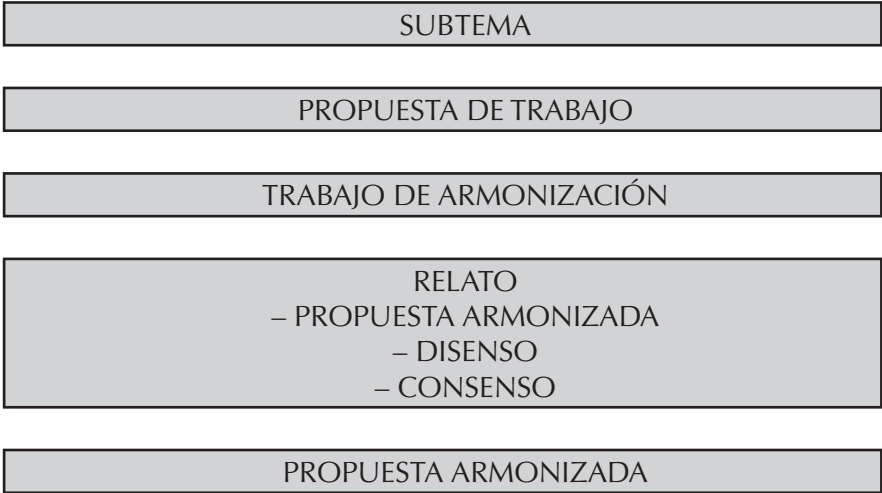 SUBTEMA
PROPUESTA DE TRABAJO
TRABAJO DE ARMONIZACIÓN
RELATO
– PROPUESTA ARMONIZADA
– DISENSO
– CONSENSO
PROPUESTA ARMONIZADA